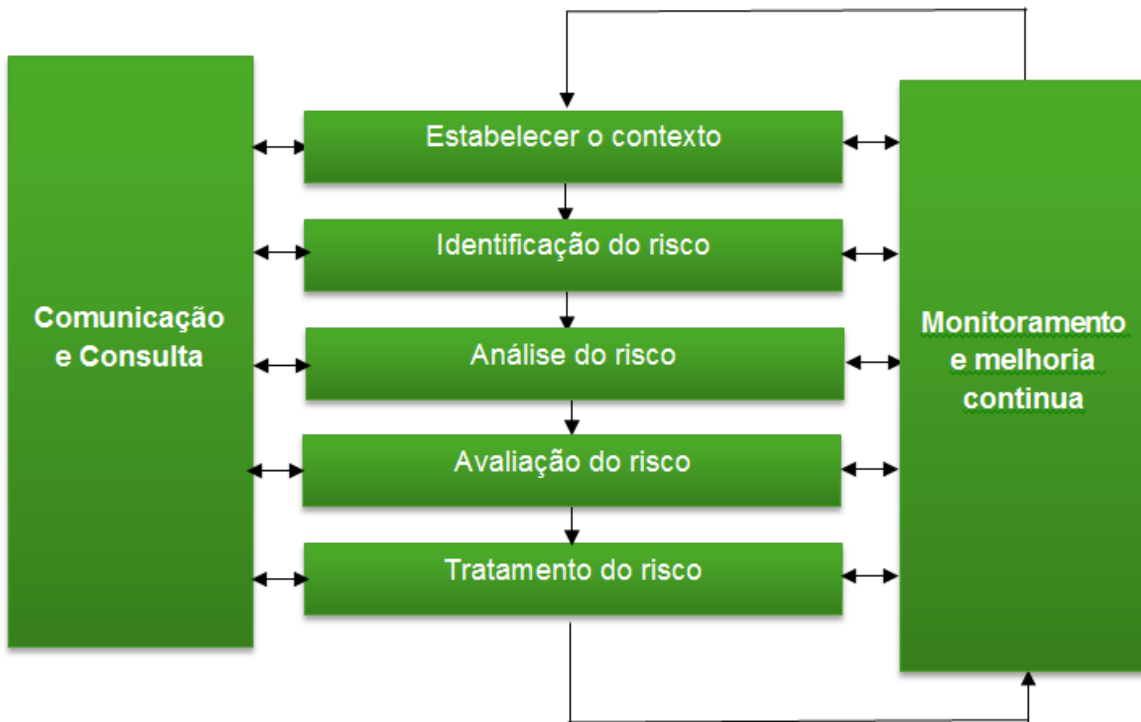 Estabelecer o contexto
Identificação do risco
Análise do risco
Avaliação do risco
Tratamento do risco
Comunicação
e Consulta
Monitoramento
e melhoria
continua